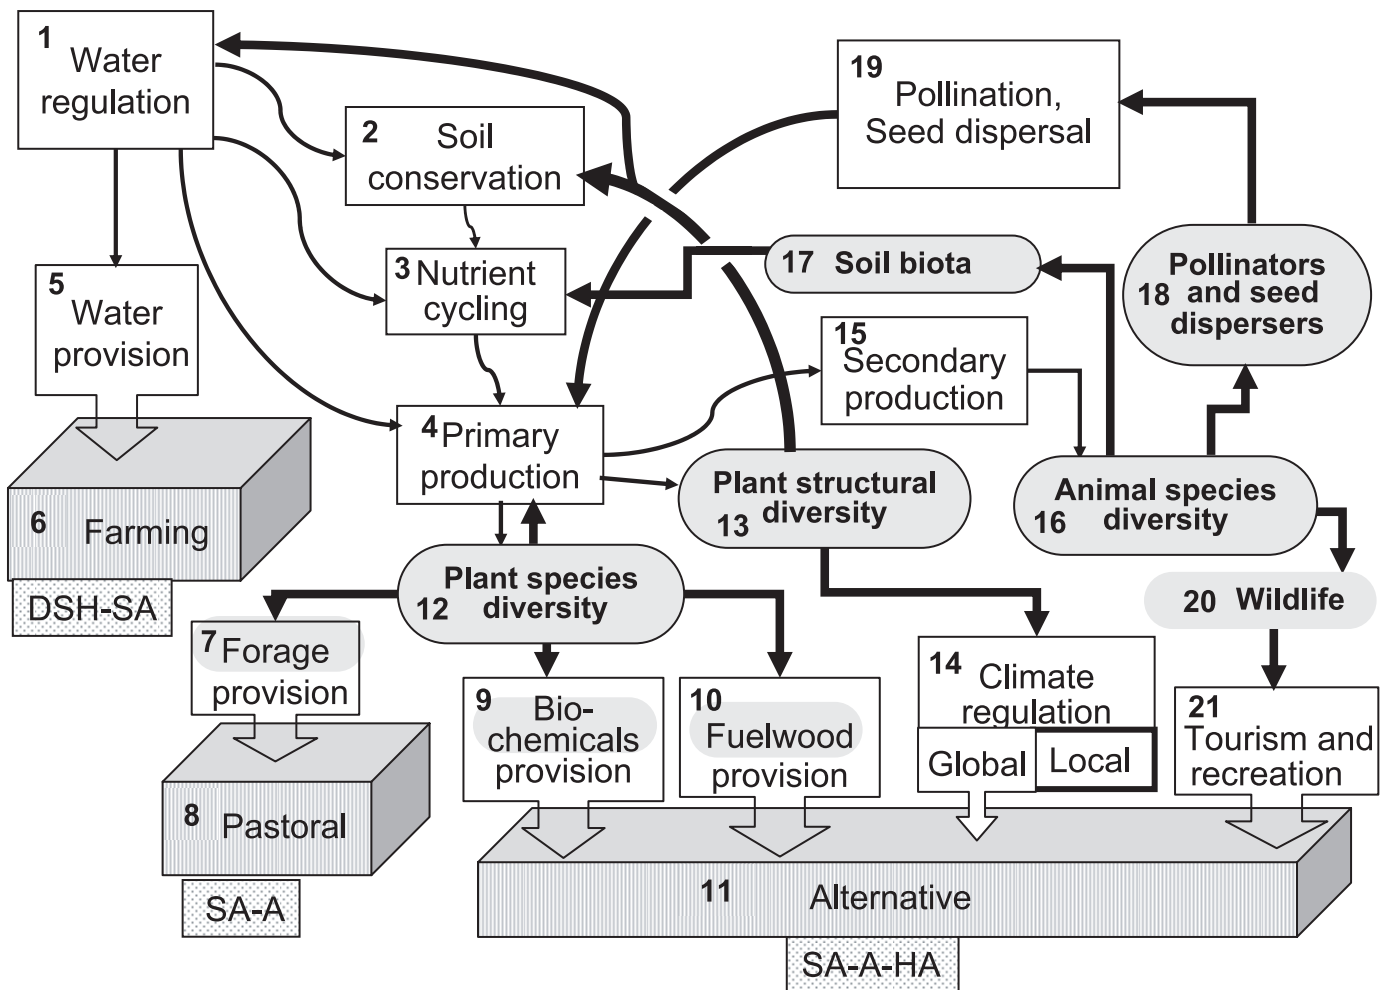 1 Water
regulation
2 Soil
conservation
3 Nutrient
cycling
4 Primary
production
5 Water
provision
6 Farming
DSH-SA
7 Forage
provision
8 Pastoral
SA-A
9 Bio-
chemicals
provision
10
Fuelwood
provision
11 Alternative
SA-A-HA
Plant species
12 diversity
Plant structural
13 diversity
14 Climate
regulation
Global
Local
15
Secondary
production
Animal species
16 diversity
17 Soil biota
Pollinators
18 and seed
dispersers
19
Pollination,
Seed dispersal
20 Wildlife
21
Tourism and
recreation